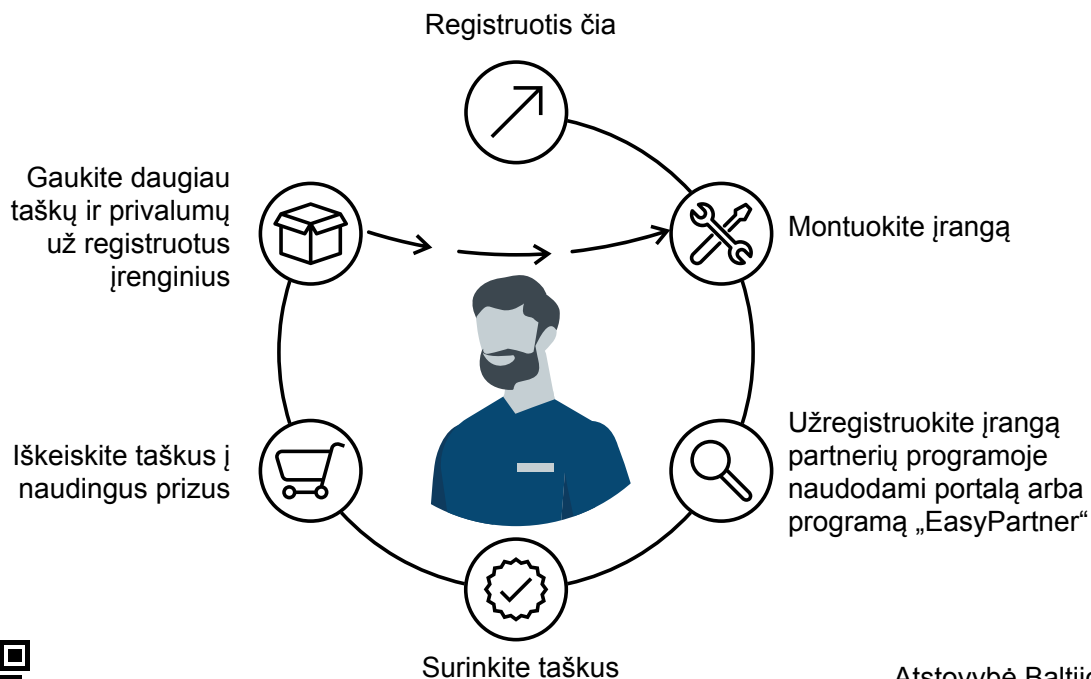 Registruotis čia
Gaukite daugiau
taškų ir privalumų
už registruotus
įrenginius
Montuokite įrangą
Iškeiskite taškus į
naudingus prizus
Užregistruokite įrangą
partnerių programoje
naudodami portalą arba
programą „EasyPartner“
Surinkite taškus
Atstovybė